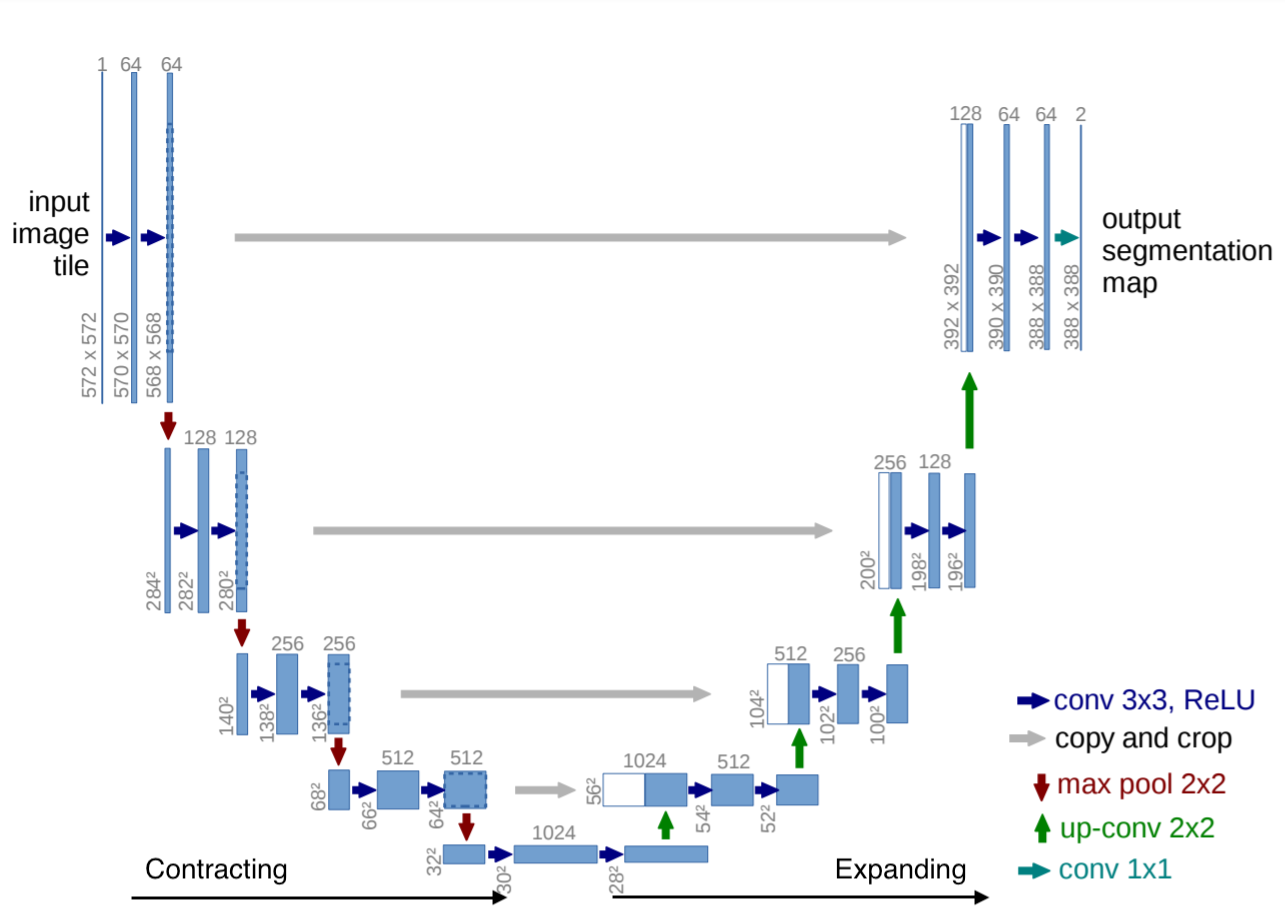 1 64 64
input
image
tile
572 x 572
570 x 570
568 x 568
128 64 64 2
392 x 392
390 x 390
388 x 388
388 x 388
output
segmentation
map
128 128
284²
282²
280²
256 128
200²
198²
196²
256 256
140²
138²
136²
512 256
104²
102²
100²
512 512
68²
66²
64²
1024 512
56²
54²
52²
1024
32²
30²
28²
conv 3x3, ReLU
copy and crop
max pool 2x2
up-conv 2x2
conv 1x1
Contracting
Expanding